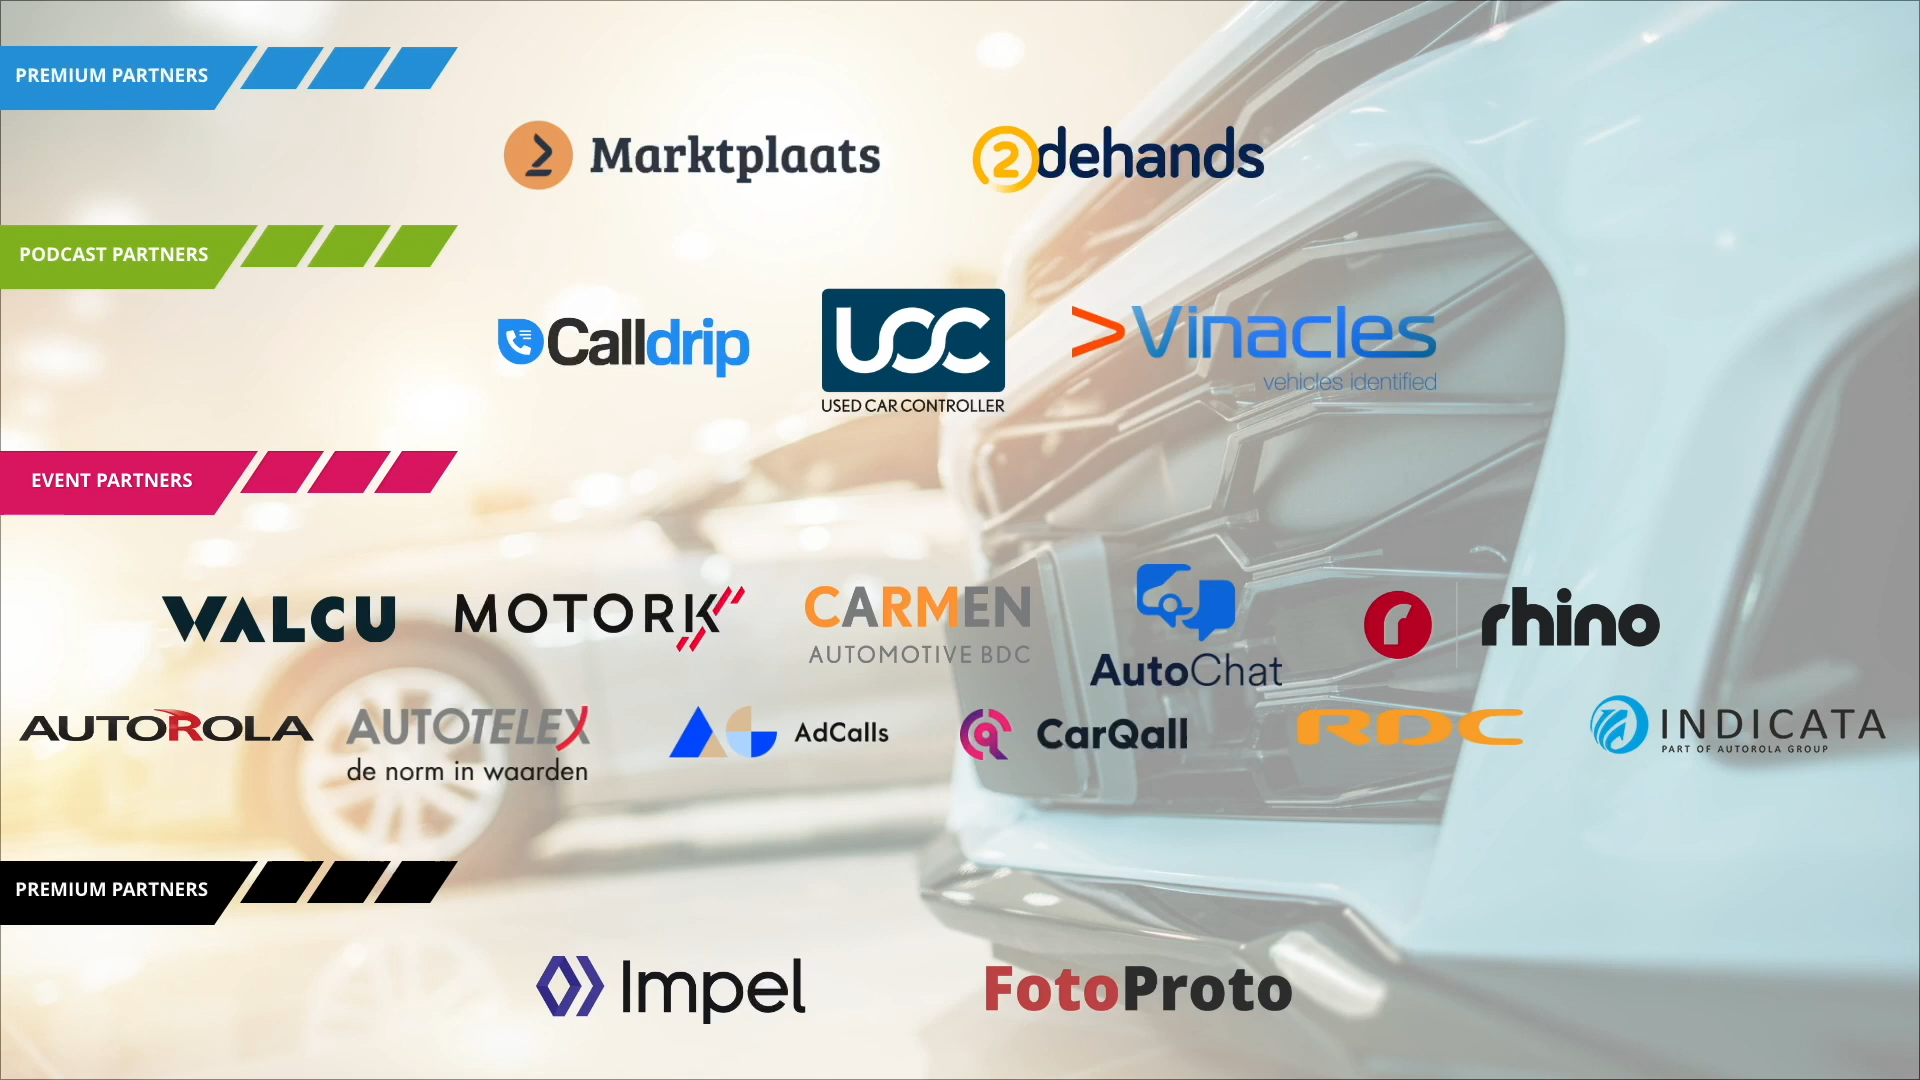 PREMIUM PARTNERS
Marktplaats
2dehands
PODCAST PARTNERS
Calldrip
UCC
USED CAR CONTROLLER
>Vinacles
vehicles identified
EVENT PARTNERS
WALCU
MOTORK
CARMEN
AUTOMOTIVE BDC
AutoChat
r rhino
AUTOROLA
AUTOTELEX
de norm in waarden
AdCalls
CarQall
RDC
INDICATA
PART OF AUTOROLA GROUP
PREMIUM PARTNERS
Impel
FotoProto